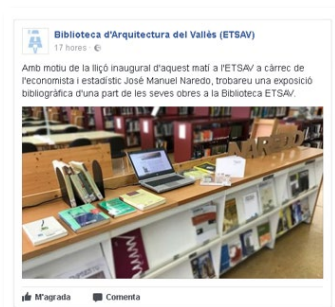 Biblioteca d'Arquitectura del Vallès (ETSAV)
17 hores ·
Amb motiu de la lliçó inaugural d'aquest matí a l'ETSAV a càrrec de
l'economista i estadístic José Manuel Naredo, trobareu una exposició
bibliogràfica d'una part de les seves obres a la Biblioteca ETSAV.
NAREDO
M'agrada
Comenta